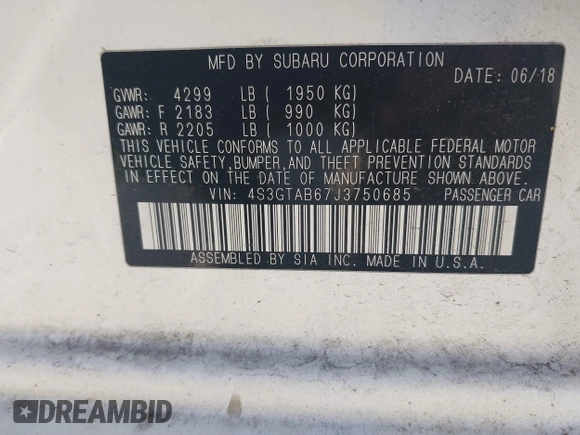 MFD BY SUBARU CORPORATION
DATE: 06/18
GVWR: 4299 LB ( 1950 KG)
GAWR: F 2183 LB ( 990 KG)
GAWR: R 2205 LB ( 1000 KG)
THIS VEHICLE CONFORMS TO ALL APPLICABLE FEDERAL MOTOR
VEHICLE SAFETY, BUMPER, AND THEFT PREVENTION STANDARDS
IN EFFECT ON THE DATE OF MANUFACTURE SHOWN ABOVE.
VIN: 4S3GTAB67J3750685 PASSENGER CAR
ASSEMBLED BY SIA INC. MADE IN U.S.A.
DREAMBID